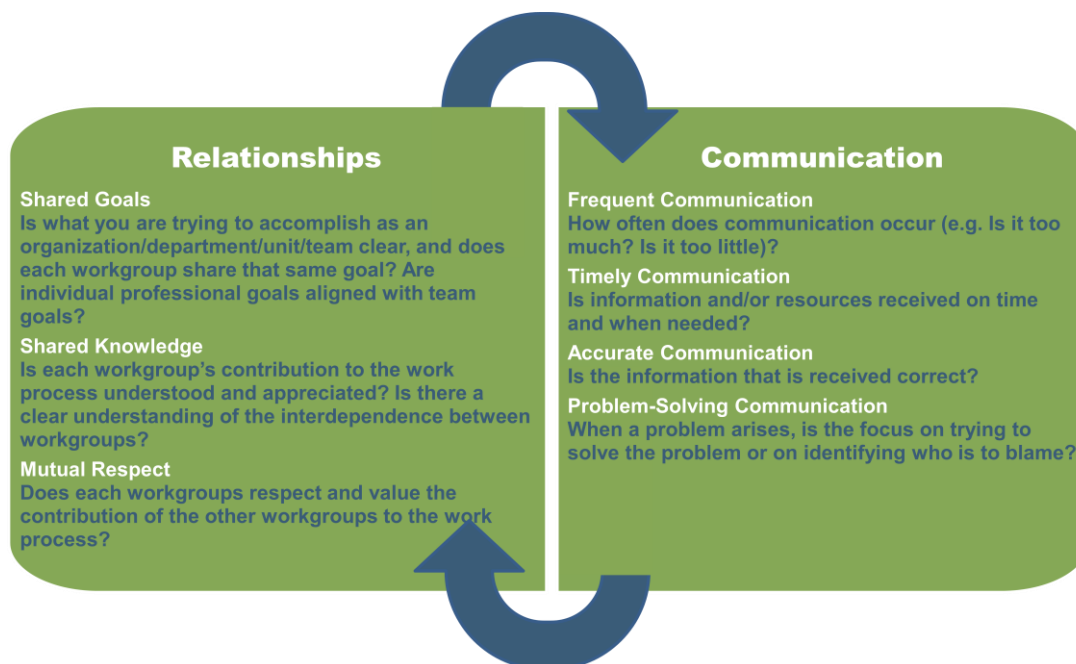 Relationships
Shared Goals
Is what you are trying to accomplish as an
organization/department/unit/team clear, and does
each workgroup share that same goal? Are
individual professional goals aligned with team
goals?
Shared Knowledge
Is each workgroup's contribution to the work
process understood and appreciated? Is there a
clear understanding of the interdependence between
workgroups?
Mutual Respect
Does each workgroups respect and value the
contribution of the other workgroups to the work
process?
Communication
Frequent Communication
How often does communication occur (e.g. Is it too
much? Is it too little)?
Timely Communication
Is information and/or resources received on time
and when needed?
Accurate Communication
Is the information that is received correct?
Problem-Solving Communication
When a problem arises, is the focus on trying to
solve the problem or on identifying who is to blame?